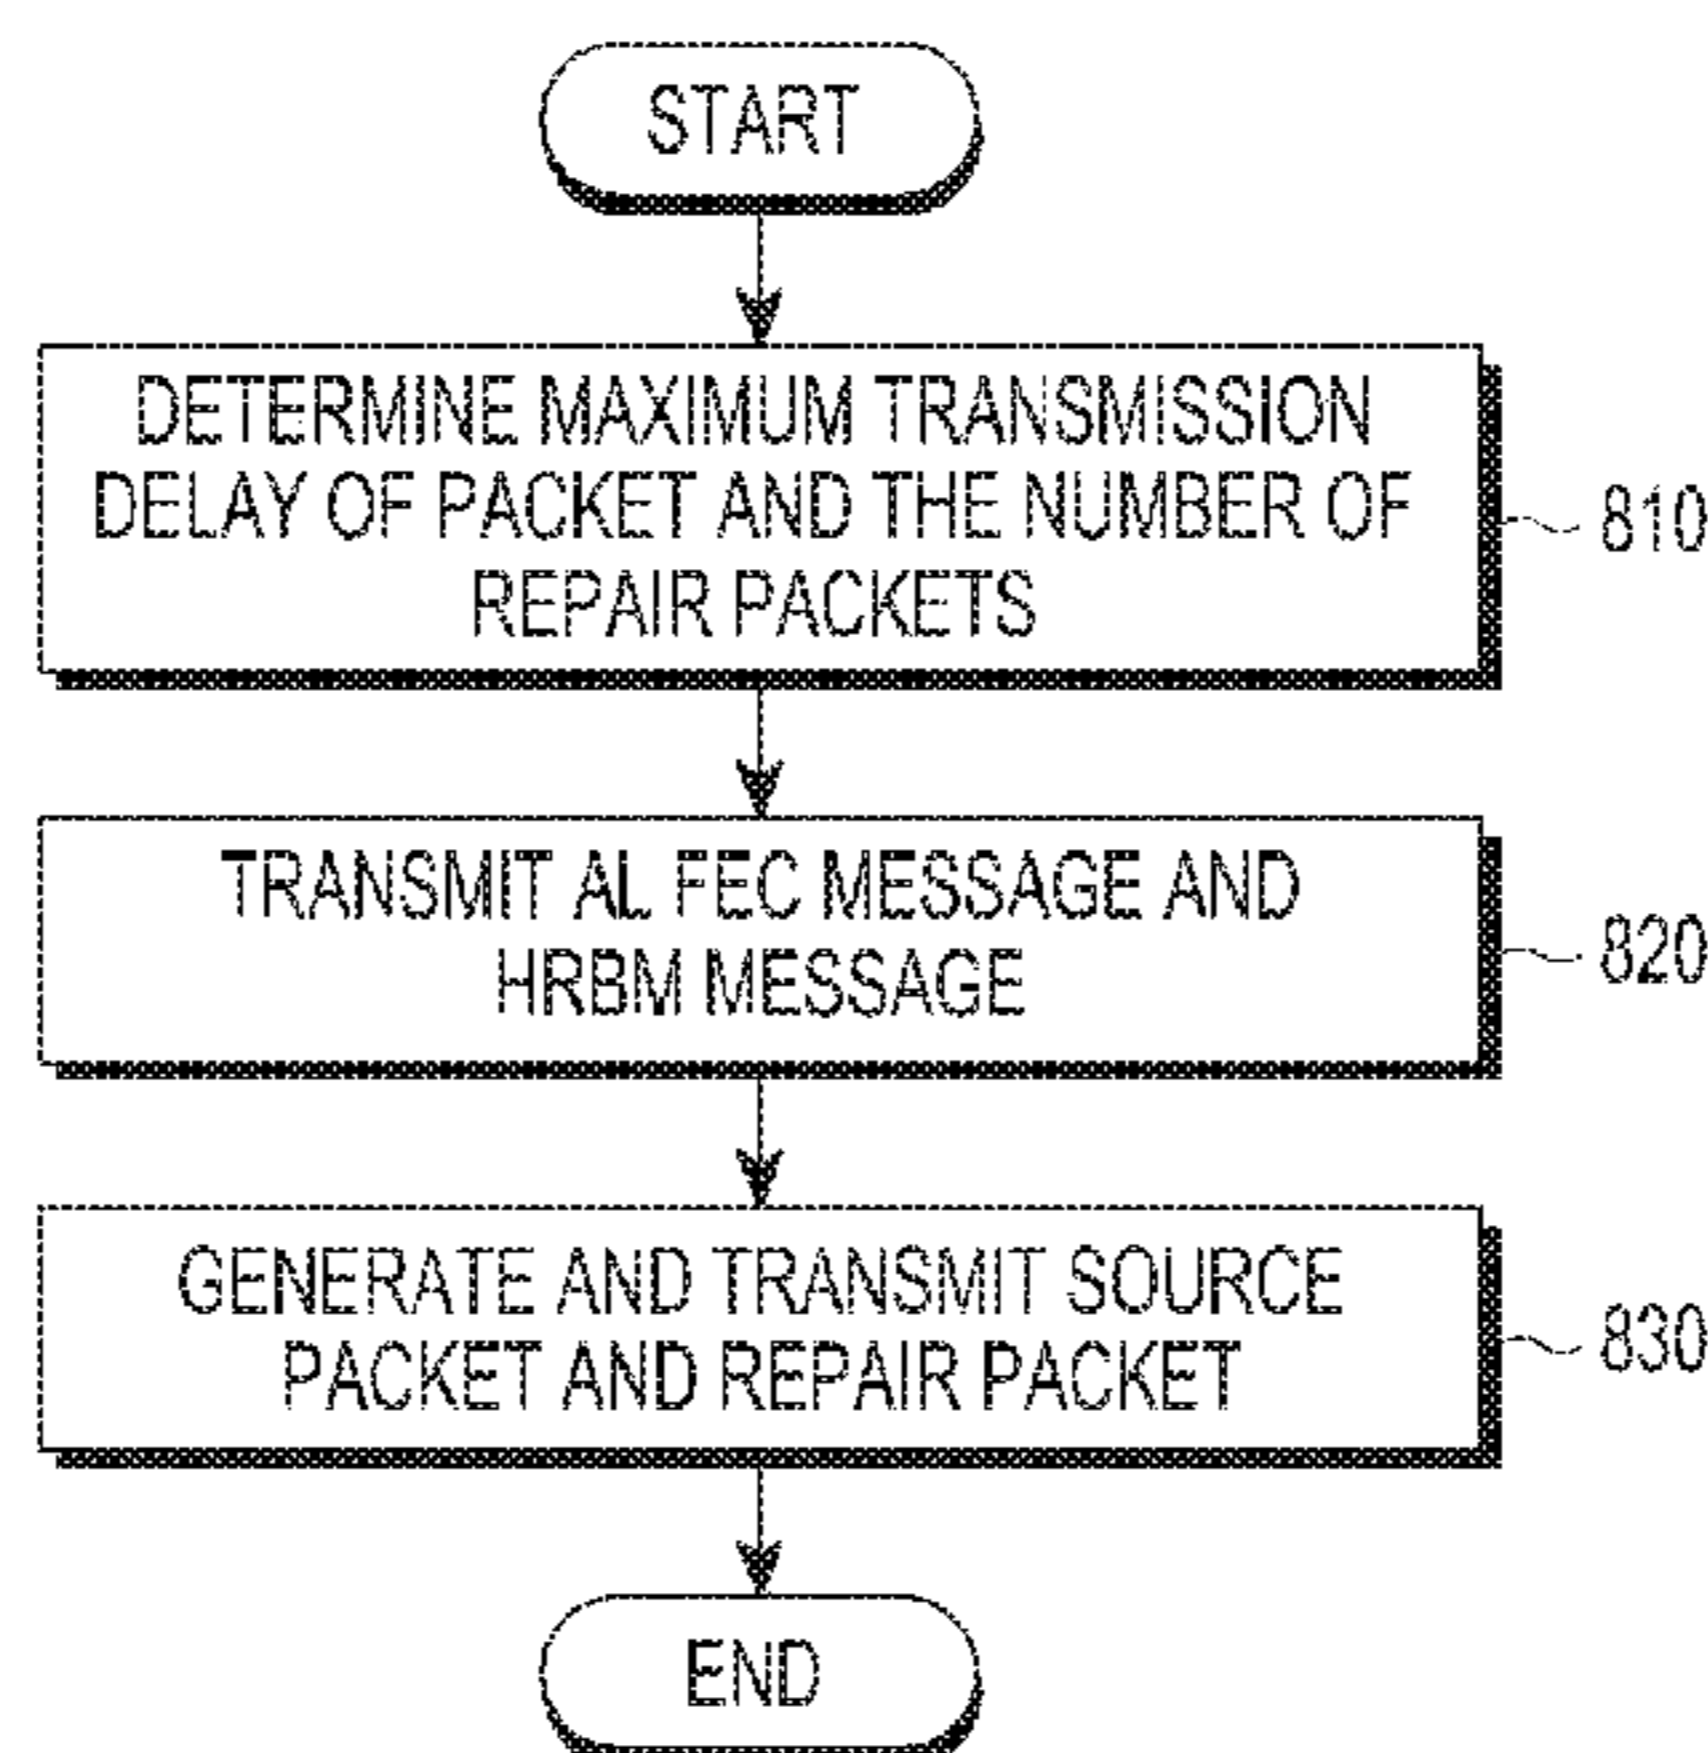 START
DETERMINE MAXIMUM TRANSMISSION
DELAY OF PACKET AND THE NUMBER OF
REPAIR PACKETS
810
TRANSMIT AL FEC MESSAGE AND
HRBM MESSAGE
820
GENERATE AND TRANSMIT SOURCE
PACKET AND REPAIR PACKET
830
END